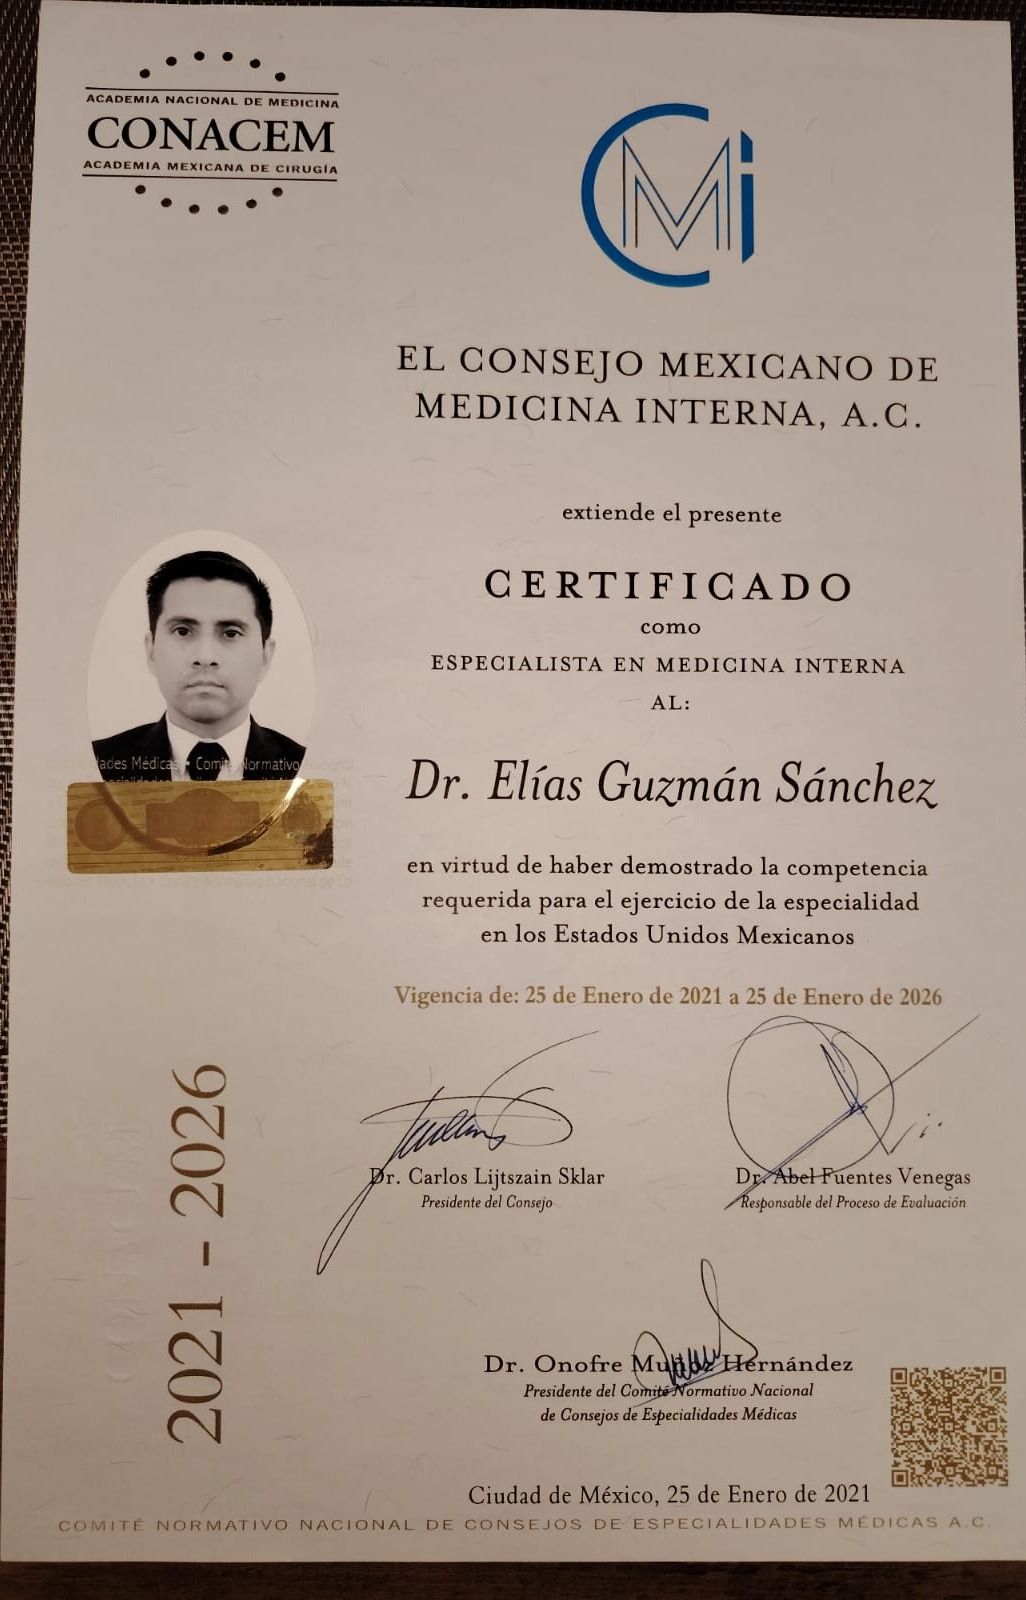 ACADEMIA NACIONAL DE MEDICINA
CONACEM
ACADEMIA MEXICANA DE CIRUGÍA
CMi
EL CONSEJO MEXICANO DE
MEDICINA INTERNA, A.C.
extiende el presente
CERTIFICADO
como
ESPECIALISTA EN MEDICINA INTERNA
AL:
Dr. Elías Guzmán Sánchez
en virtud de haber demostrado la competencia
requerida para el ejercicio de la especialidad
en los Estados Unidos Mexicanos
Vigencia de: 25 de Enero de 2021 a 25 de Enero de 2026
ades Médicas • Comité Normativo
2021 - 2026
Dr. Carlos Lijtszain Sklar
Presidente del Consejo
Dr. Abel Fuentes Venegas
Responsable del Proceso de Evaluación
Dr. Onofre Muñoz Hernández
Presidente del Comité Normativo Nacional
de Consejos de Especialidades Médicas
Ciudad de México, 25 de Enero de 2021
COMITÉ NORMATIVO NACIONAL DE CONSEJOS DE ESPECIALIDADES MÉDICAS A.C.